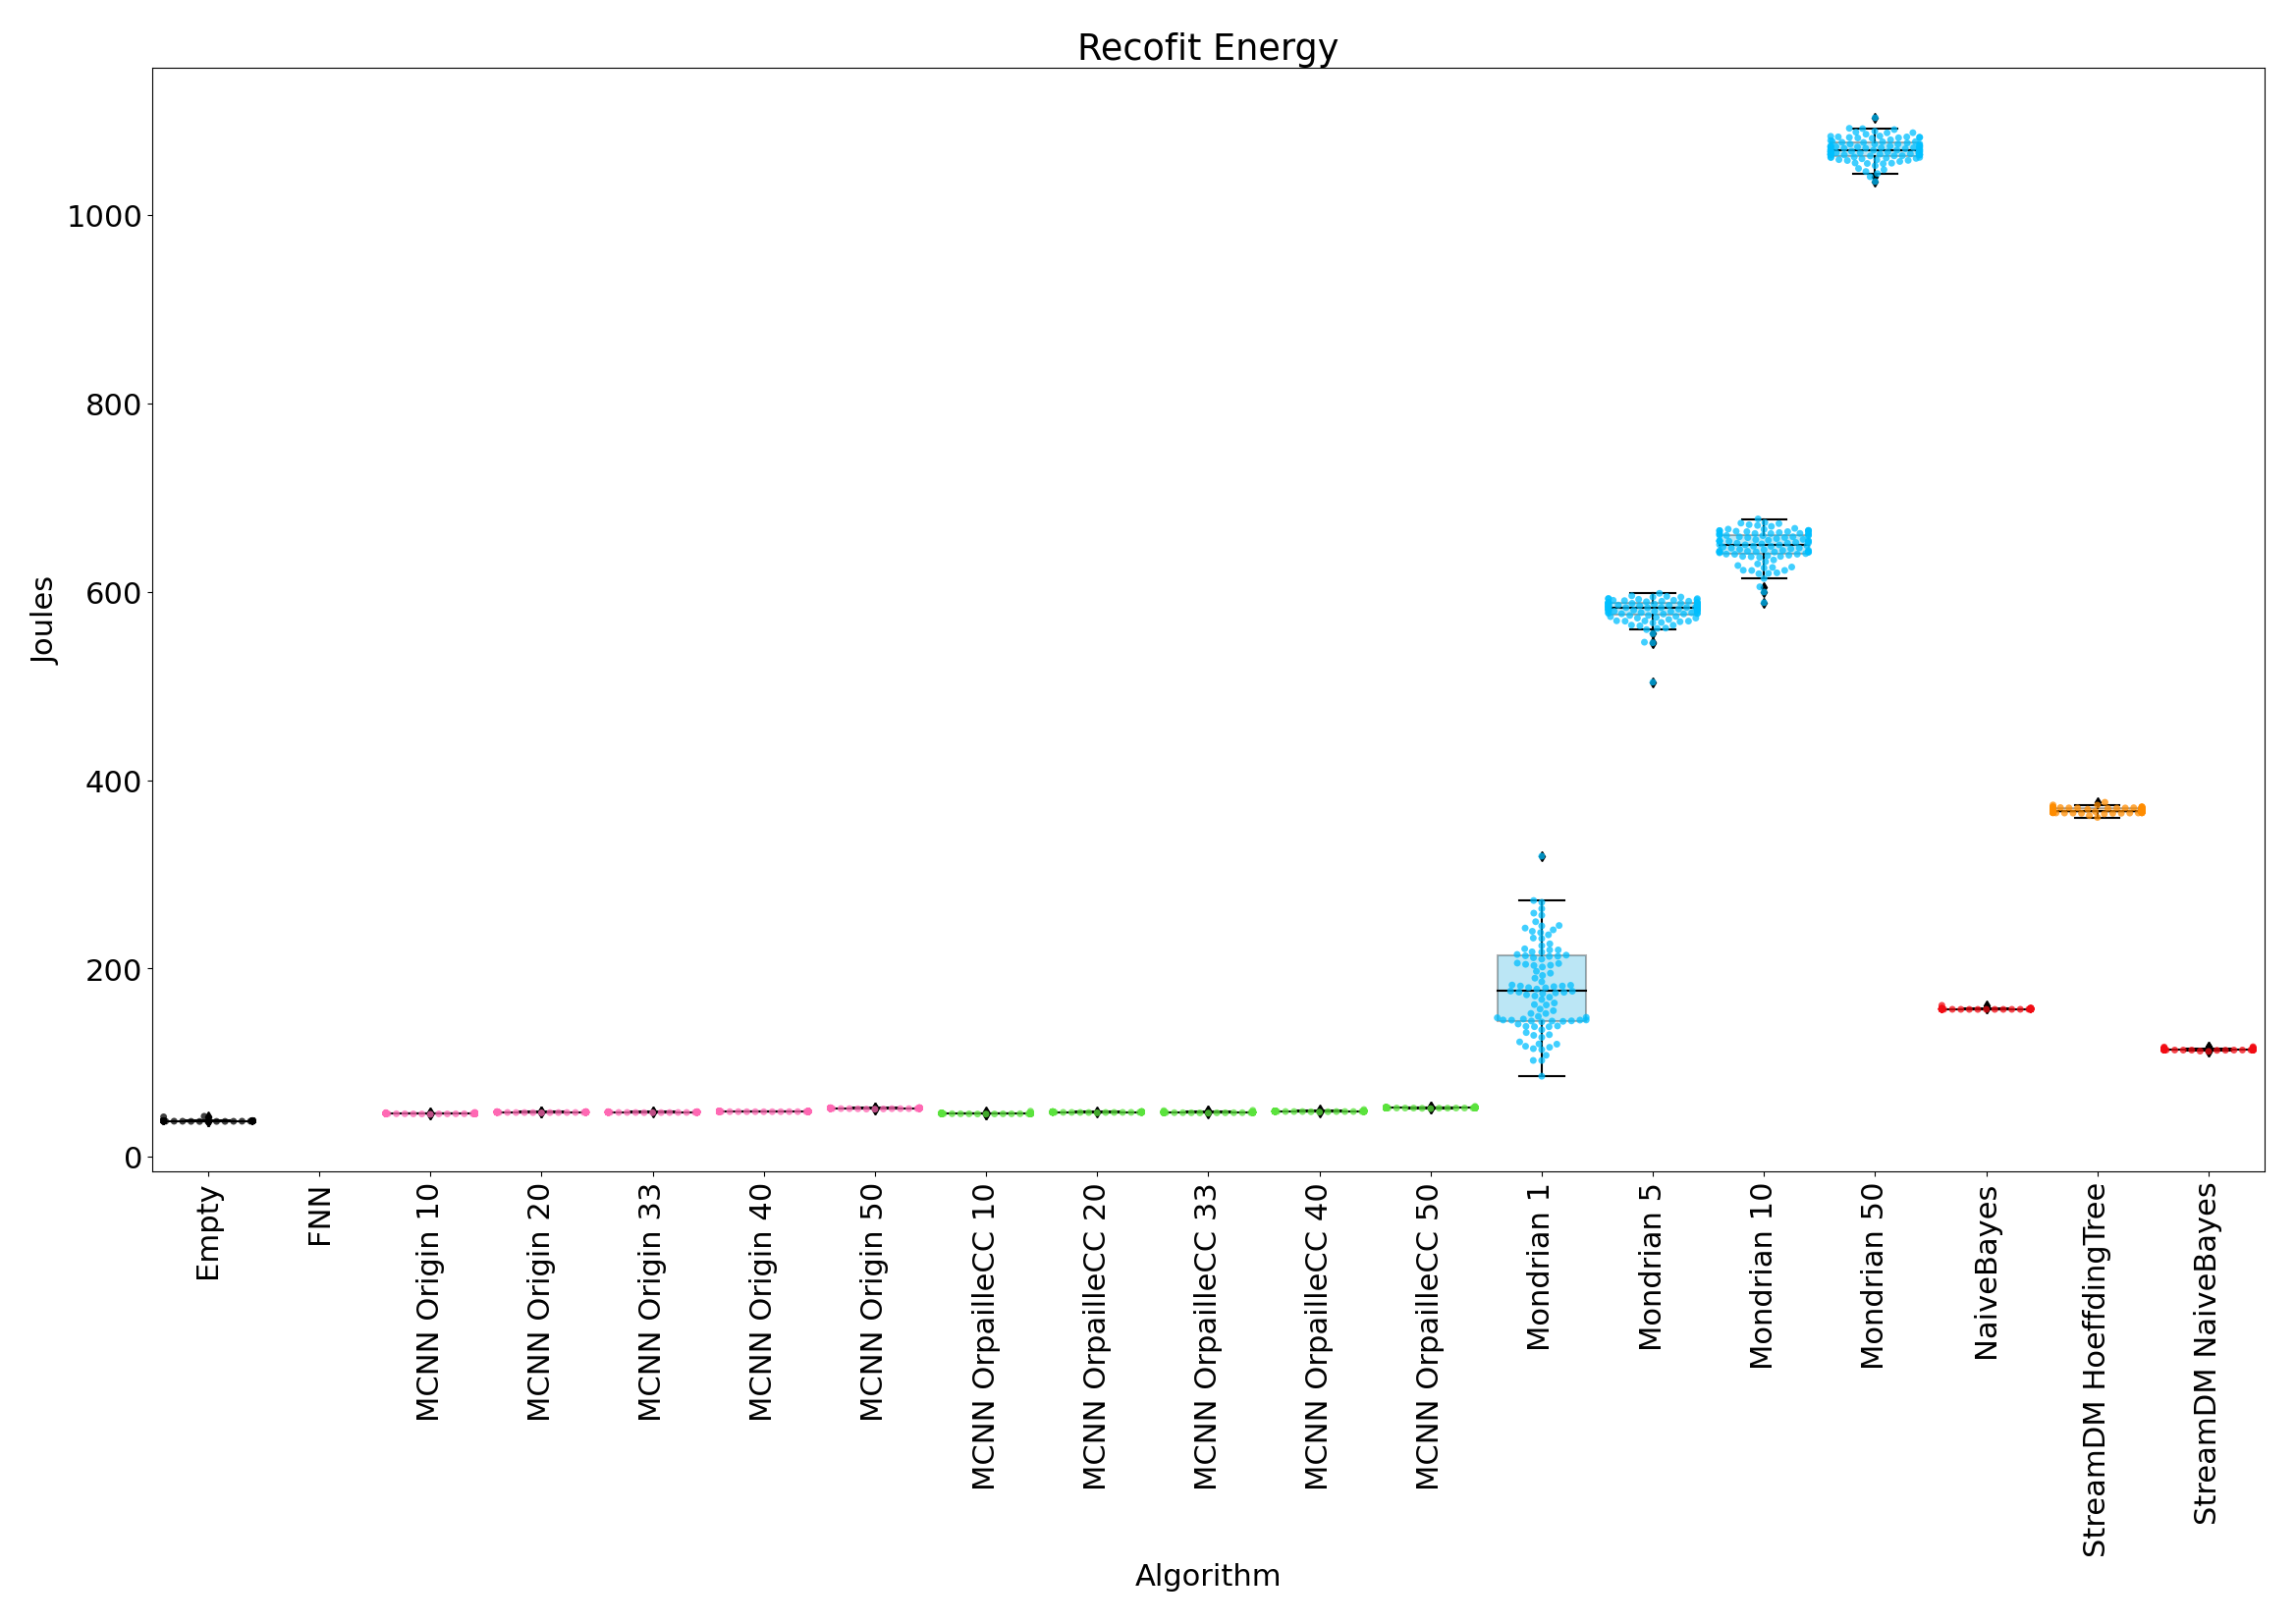 Recofit Energy
Joules
1000
800
600
400
200
0
Empty
FNN
MCNN Origin 10
MCNN Origin 20
MCNN Origin 33
MCNN Origin 40
MCNN Origin 50
MCNN OrpailleCC 10
MCNN OrpailleCC 20
MCNN OrpailleCC 33
MCNN OrpailleCC 40
MCNN OrpailleCC 50
Mondrian 1
Mondrian 5
Mondrian 10
Mondrian 50
NaiveBayes
StreamDM HoeffdingTree
StreamDM NaiveBayes
Algorithm